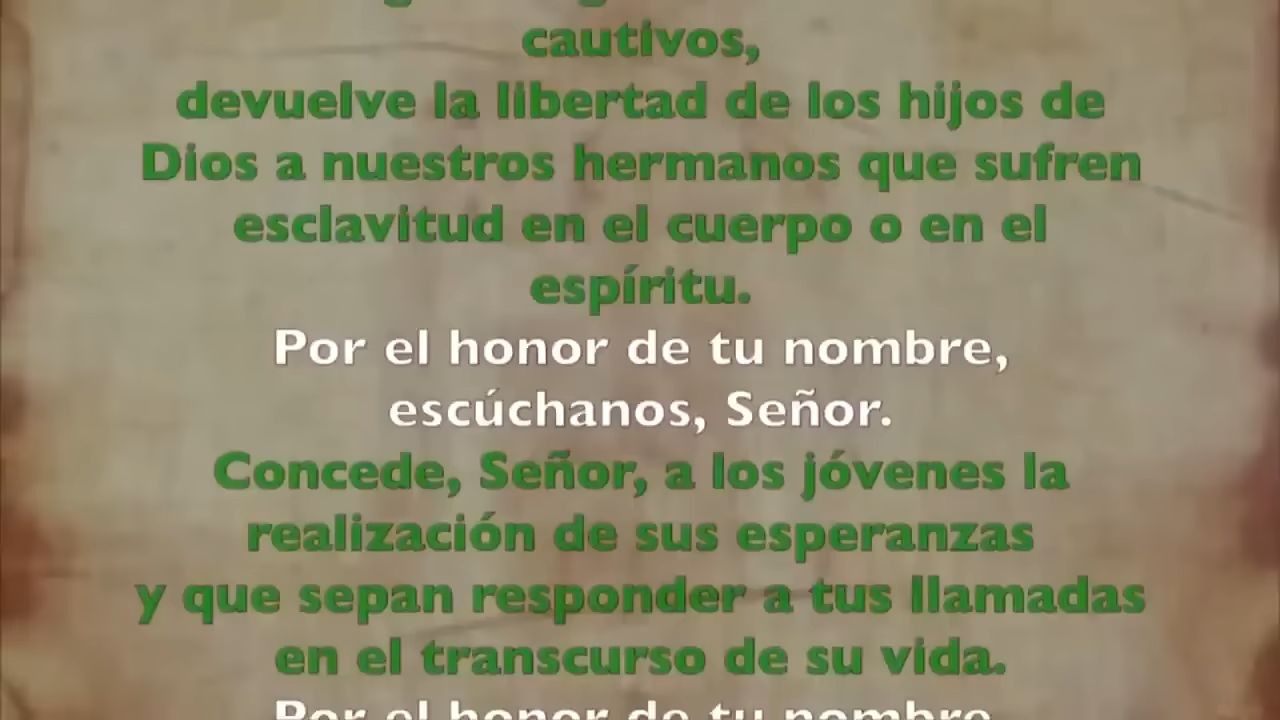 cautivos,
devuelve la libertad de los hijos de
Dios a nuestros hermanos que sufren
esclavitud en el cuerpo o en el
espíritu.
Por el honor de tu nombre,
escúchanos, Señor.
Concede, Señor, a los jóvenes la
realización de sus esperanzas
y que sepan responder a tus llamadas
en el transcurso de su vida.
Por el honor de tu nombre,